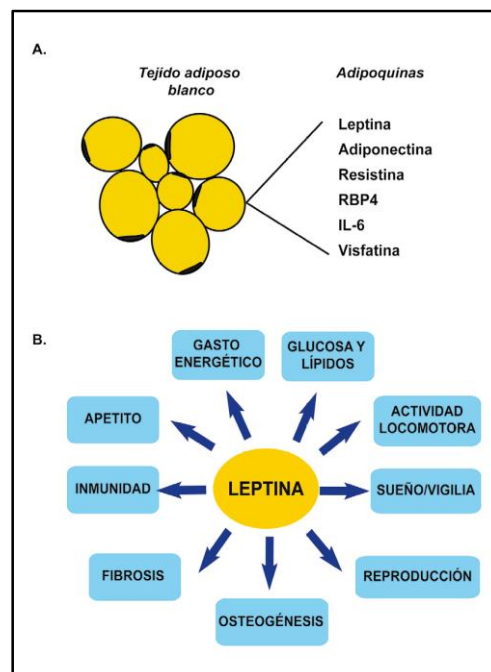 A.
Tejido adiposo
blanco
Adipoquinas
Leptina
Adiponectina
Resistina
RBP4
IL-6
Visfatina
B.
GASTO
ENERGÉTICO
GLUCOSA Y
LÍPIDOS
APETITO
ACTIVIDAD
LOCOMOTORA
INMUNIDAD
LEPTINA
SUEÑO/VIGILIA
FIBROSIS
REPRODUCCIÓN
OSTEOGÉNESIS